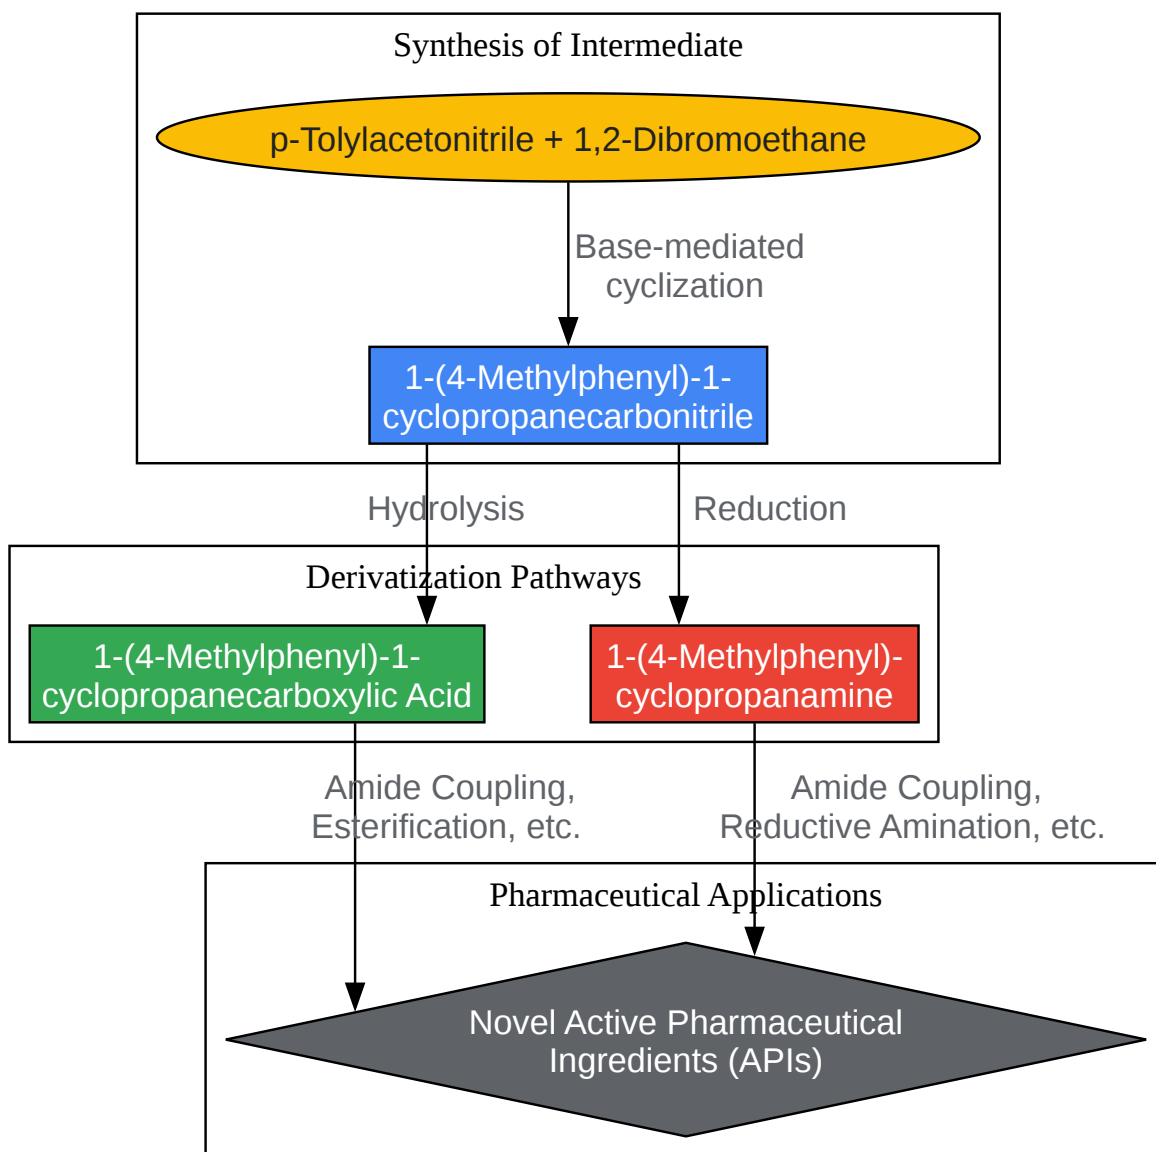 Synthesis of Intermediate
p-Tolylacetonitrile + 1,2-Dibromoethane
Base-mediated
cyclization
1-(4-Methylphenyl)-1-
cyclopropanecarbonitrile
Hydrolysis
Reduction
Derivatization Pathways
1-(4-Methylphenyl)-1-
cyclopropanecarboxylic Acid
1-(4-Methylphenyl)-
cyclopropanamine
Amide Coupling,
Esterification, etc.
Amide Coupling,
Reductive Amination, etc.
Pharmaceutical Applications
Novel Active Pharmaceutical
Ingredients (APIs)